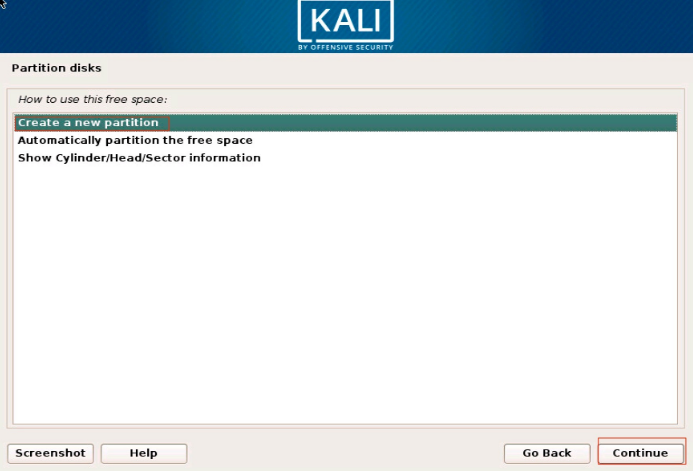 KALI
BY OFFENSIVE SECURITY
Partition disks
How to use this free space:
Create a new partition
Automatically partition the free space
Show Cylinder/Head/Sector information
Screenshot Help Go Back Continue